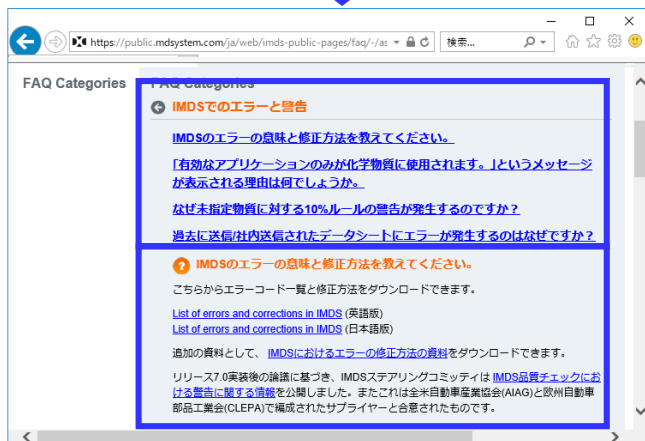 https://public.mdsystem.com/ja/web/imds-public-pages/faq/-/as
検索...
FAQ Categories
FAQ Categories
IMDSでのエラーと警告
IMDSのエラーの意味と修正方法を教えてください。
「有効なアプリケーションのみが化学物質に使用されます。」というメッセージ
が表示される理由は何でしょうか。
なぜ未指定物質に対する10%ルールの警告が発生するのですか？
過去に送信/社内送信されたデータシートにエラーが発生するのはなぜですか？
IMDSのエラーの意味と修正方法を教えてください。
こちらからエラーコード一覧と修正方法をダウンロードできます。
List of errors and corrections in IMDS (英語版)
List of errors and corrections in IMDS (日本語版)
追加の資料として、 IMDSにおけるエラーの修正方法の資料をダウンロードできます。
リリース7.0実装後の論議に基づき、IMDSステアリングコミッティは IMDS品質チェックにお
ける警告に関する情報を公開しました。またこれは全米自動車産業協会(AIAG)と欧州自動車
部品工業会(CLEPA)で編成されたサプライヤーと合意されたものです。